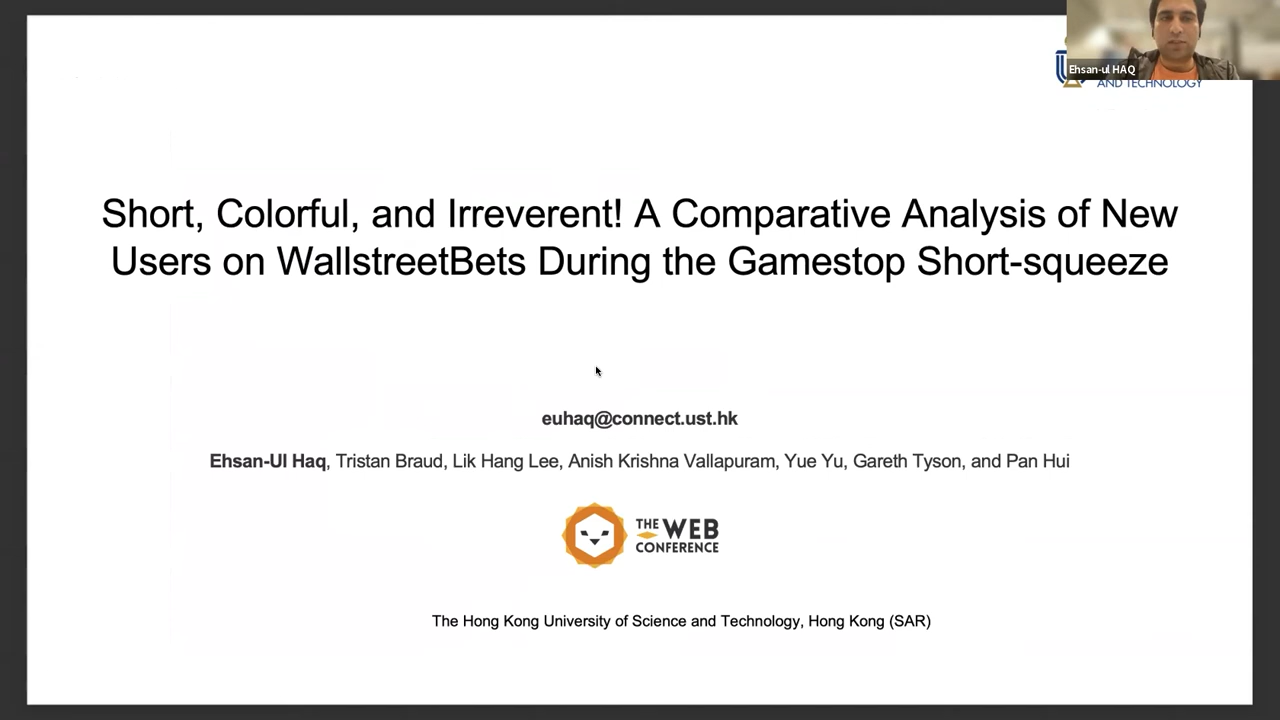 Ehsan-ul HAQ
AND TECHNOLOGY
Short, Colorful, and Irreverent! A Comparative Analysis of New
Users on WallstreetBets During the Gamestop Short-squeeze
euhaq@connect.ust.hk
Ehsan-Ul Haq, Tristan Braud, Lik Hang Lee, Anish Krishna Vallapuram, Yue Yu, Gareth Tyson, and Pan Hui
THE WEB
CONFERENCE
The Hong Kong University of Science and Technology, Hong Kong (SAR)